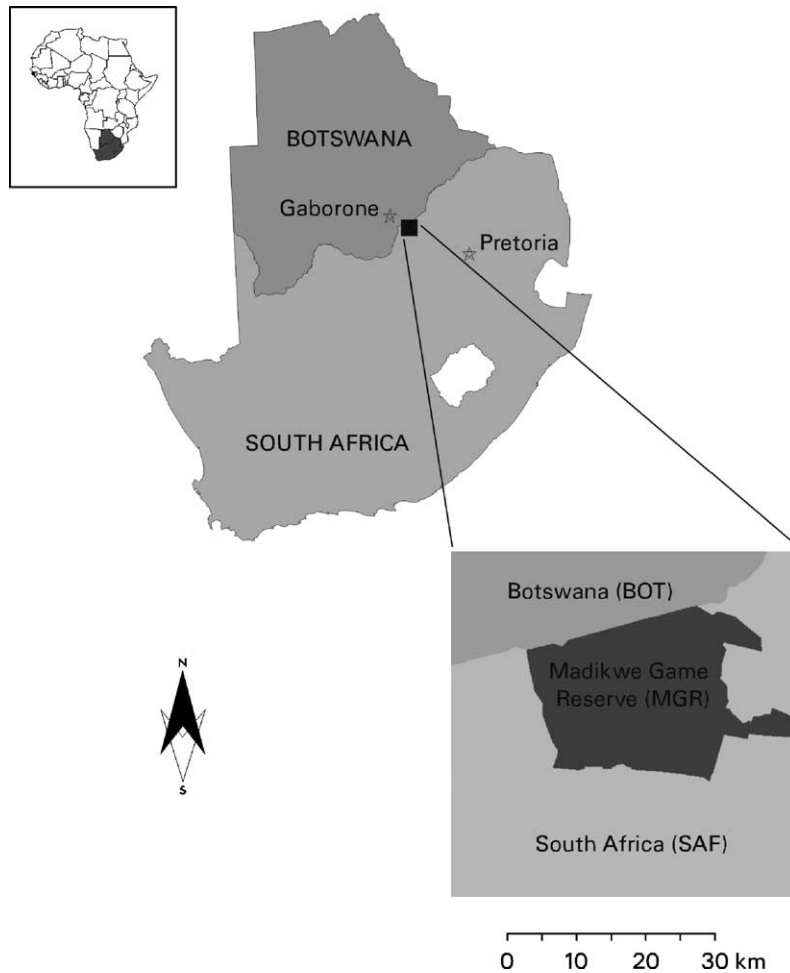 BOTSWANA
Gaborone
Pretoria
SOUTH AFRICA
Botswana (BOT)
Madikwe Game
Reserve (MGR)
N
S
South Africa (SAF)
0 10 20 30 km